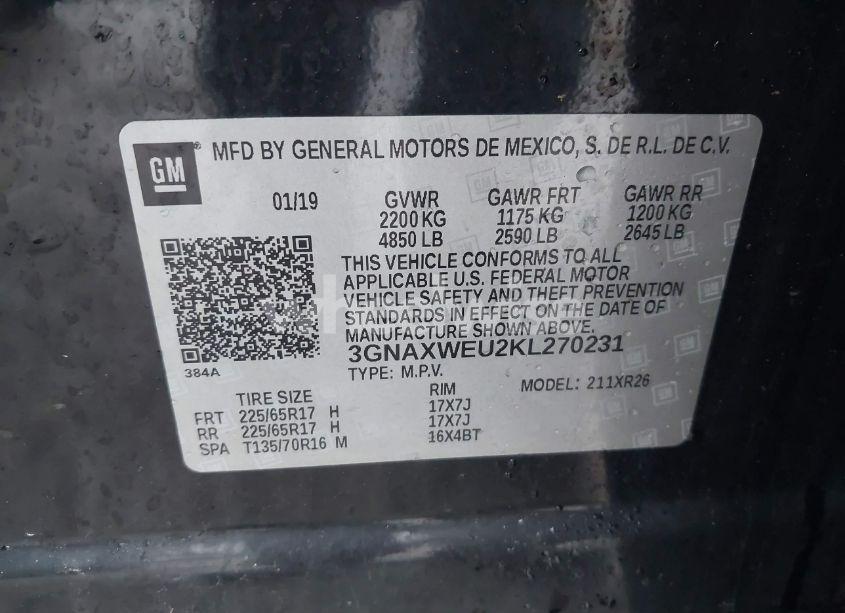 GM ® MFD BY GENERAL MOTORS DE MEXICO, S. DE R.L. DE C.V.
01/19 GVWR GAWR FRT GAWR RR
2200 KG 1175 KG 1200 KG
4850 LB 2590 LB 2645 LB
THIS VEHICLE CONFORMS TO ALL
APPLICABLE U.S. FEDERAL MOTOR
VEHICLE SAFETY AND THEFT PREVENTION
STANDARDS IN EFFECT ON THE DATE OF
MANUFACTURE SHOWN ABOVE.
3GNAXWEU2KL270231
384A
TYPE: M.P.V. MODEL: 211XR26
TIRE SIZE RIM
FRT 225/65R17 H 17X7J
RR 225/65R17 H 17X7J
SPA T135/70R16 M 16X4BT